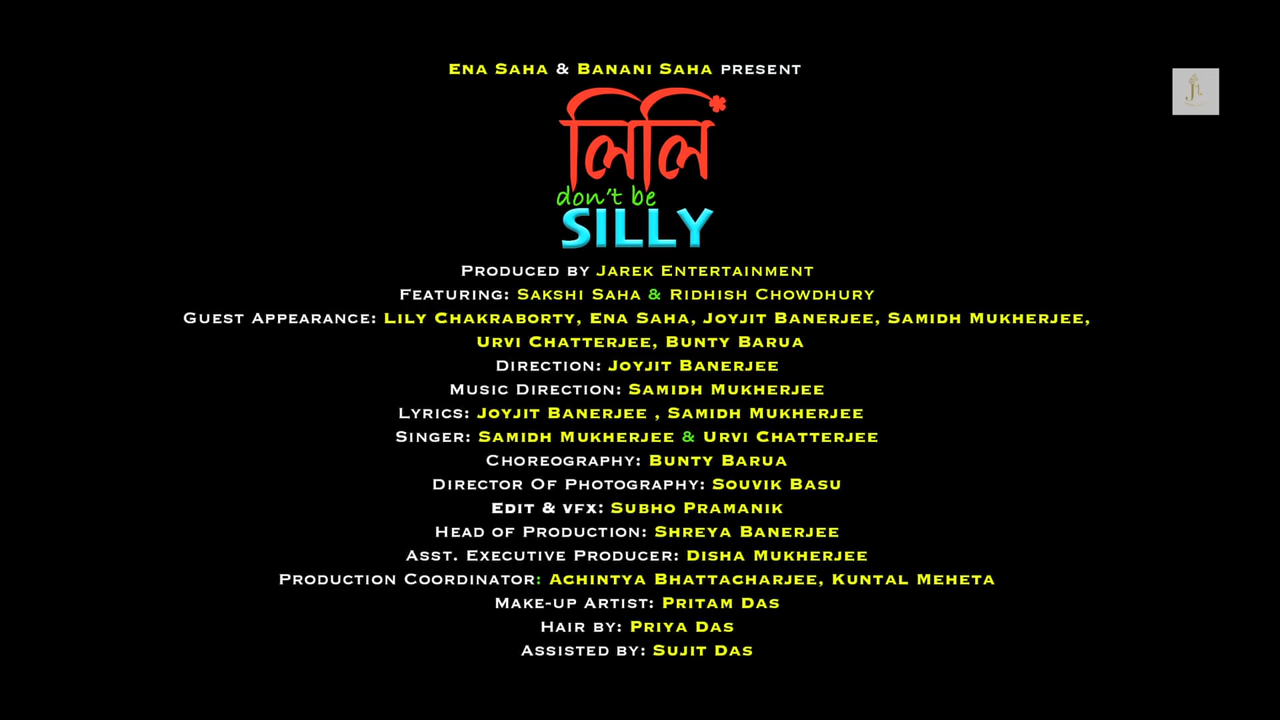 ENA SAHA & BANANI SAHA PRESENT
লিলি
don't be
SILLY
PRODUCED BY JAREK ENTERTAINMENT
FEATURING: SAKSHI SAHA & RIDHISH CHOWDHURY
GUEST APPEARANCE: LILY CHAKRABORTY, ENA SAHA, JOYJIT BANERJEE, SAMIDH MUKHERJEE,
URVI CHATTERJEE, BUNTY BARUA
DIRECTION: JOYJIT BANERJEE
MUSIC DIRECTION: SAMIDH MUKHERJEE
LYRICS: JOYJIT BANERJEE , SAMIDH MUKHERJEE
SINGER: SAMIDH MUKHERJEE & URVI CHATTERJEE
CHOREOGRAPHY: BUNTY BARUA
DIRECTOR OF PHOTOGRAPHY: SOUVIK BASU
EDIT & VFX: SUBHO PRAMANIK
HEAD OF PRODUCTION: SHREYA BANERJEE
ASST. EXECUTIVE PRODUCER: DISHA MUKHERJEE
PRODUCTION COORDINATOR: ACHINTYA BHATTACHARJEE, KUNTAL MEHETA
MAKE-UP ARTIST: PRITAM DAS
HAIR BY: PRIYA DAS
ASSISTED BY: SUJIT DAS